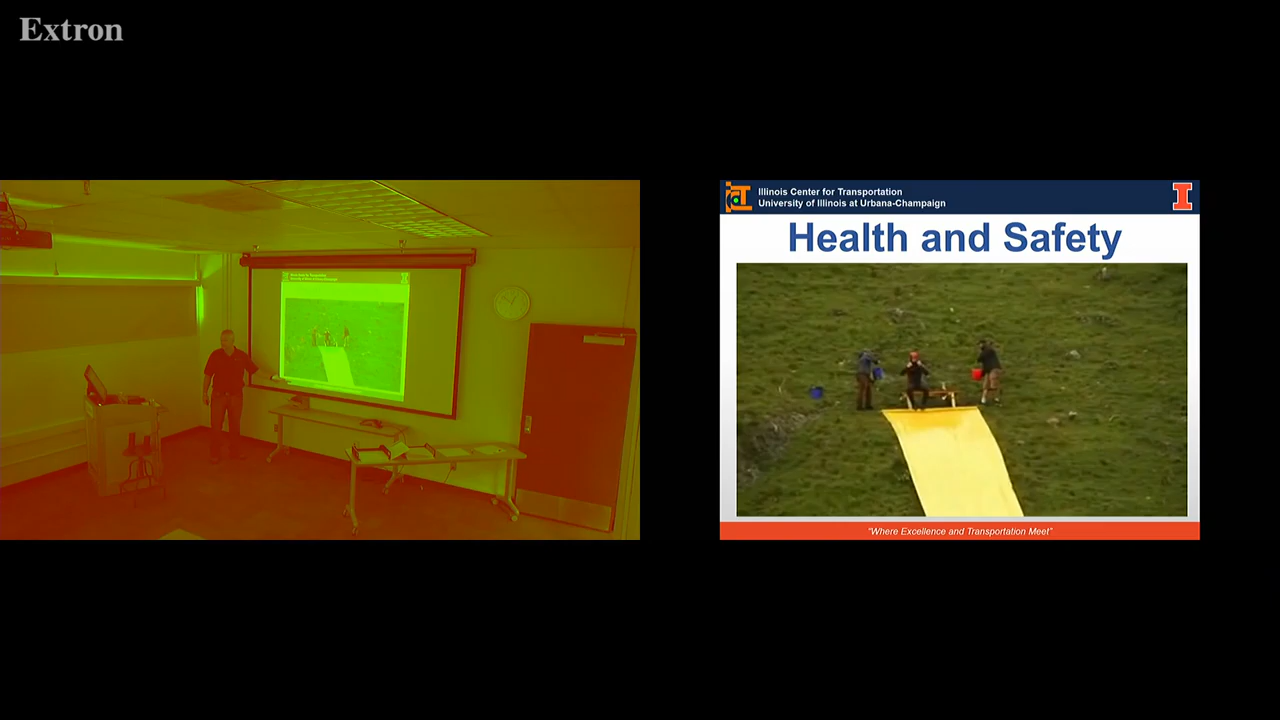 Extron
Illinois Center for Transportation
University of Illinois at Urbana-Champaign
Health and Safety
"Where Excellence and Transportation Meet"